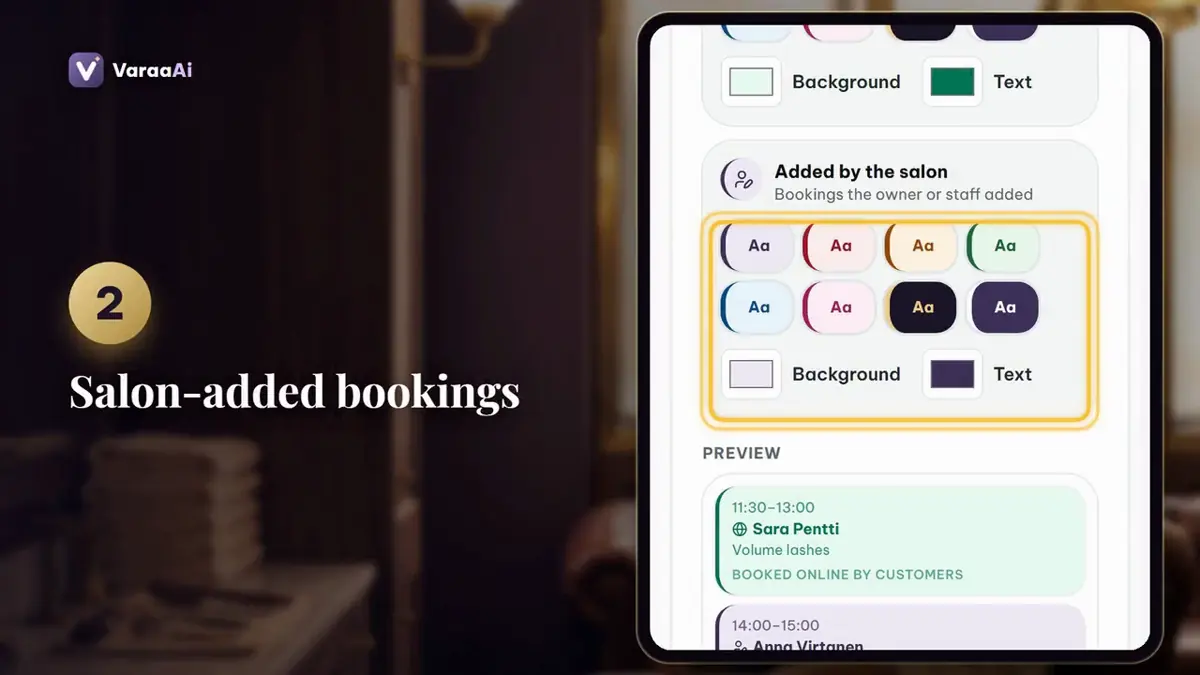 VaraaAi
2
Salon-added bookings
Background Text
Added by the salon
Bookings the owner or staff added
Aa Aa Aa Aa
Aa Aa Aa Aa
Background Text
PREVIEW
11:30–13:00
Sara Pentti
Volume lashes
BOOKED ONLINE BY CUSTOMERS
14:00–15:00
Anna Virtanen